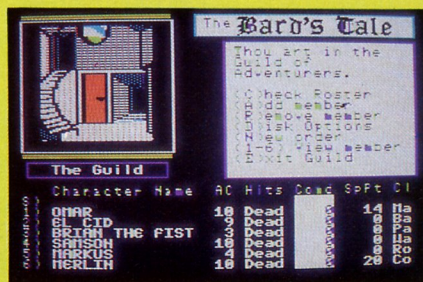 The Bard's Tale
Thou art in the
Guild of
Adventurers.
(C)heck Roster
(A)dd member
(R)emove member
(D)isk Options
(N)ew order
(1-6) View member
(E)xit Guild
The Guild
Character Name AC Hits Cond SpPt Cl
OMAR 10 Dead 14 Ma
EL CID 9 Dead 0 Ba
BRIAN THE FIST 3 Dead 0 Pa
SAMSON 10 Dead 0 Wa
MARKUS 4 Dead 0 Ro
MERLIN 10 Dead 20 Co